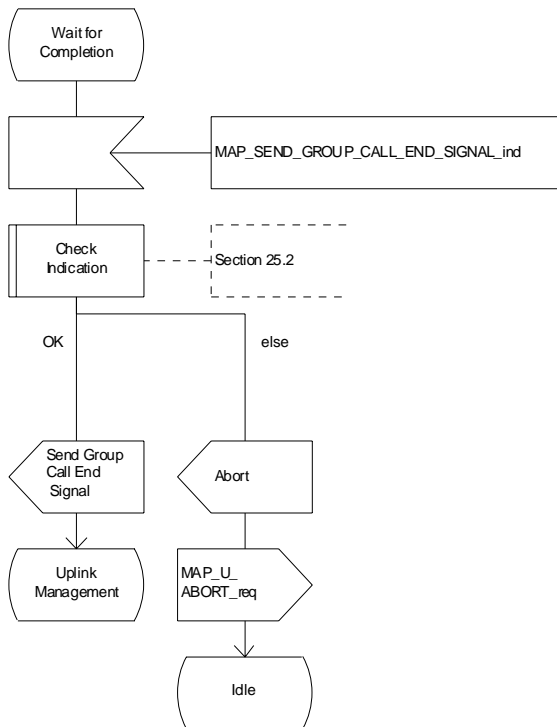 Wait for
Completion
MAP_SEND_GROUP_CALL_END_SIGNAL_ind
Check
Indication
Section 25.2
OK
else
Send Group
Call End
Signal
Abort
Uplink
Management
MAP_U_
ABORT_req
Idle